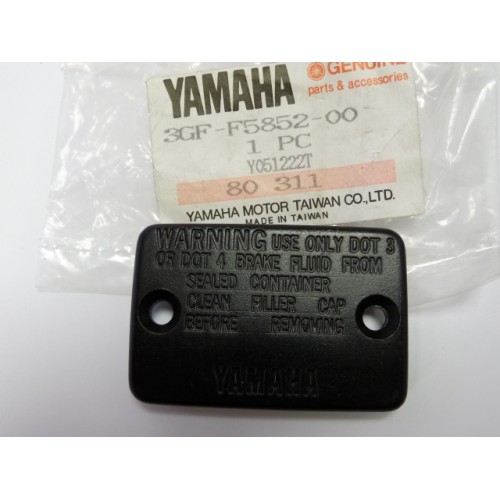 YAMAHA
GENUINE
parts & accessories
3GF-F5852-00
1 PC
Y051222T
80 311
YAMAHA MOTOR TAIWAN CO.,LTD.
MADE IN TAIWAN
WARNING USE ONLY DOT 3
OR DOT 4 BRAKE FLUID FROM
SEALED CONTAINER
CLEAN FILLER CAP
BEFORE REMOVING
YAMAHA